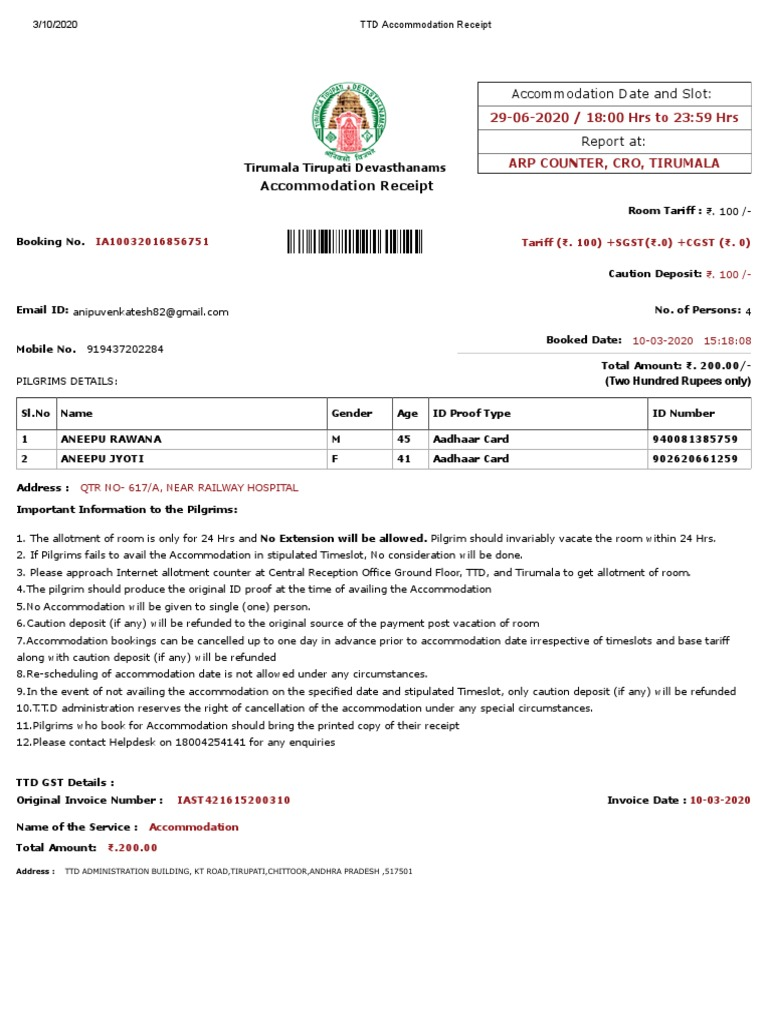 3/10/2020 TTD Accommodation Receipt
Accommodation Date and Slot:
29-06-2020 / 18:00 Hrs to 23:59 Hrs
Report at:
ARP COUNTER, CRO, TIRUMALA
TIRUMALA TIRUPATI DEVASTHANAMS
Tirumala Tirupati Devasthanams
Accommodation Receipt
Room Tariff : ₹. 100 /-
Booking No. IA10032016856751
Tariff (₹. 100) +SGST(₹.0) +CGST (₹. 0)
Caution Deposit: ₹. 100 /-
Email ID: anipuvenkatesh82@gmail.com
No. of Persons: 4
Booked Date: 10-03-2020 15:18:08
Mobile No. 919437202284
Total Amount: ₹. 200.00/-
(Two Hundred Rupees only)
PILGRIMS DETAILS:
Sl.No Name Gender Age ID Proof Type ID Number
1 ANEEPU RAWANA M 45 Aadhaar Card 940081385759
2 ANEEPU JYOTI F 41 Aadhaar Card 902620661259
Address : QTR NO- 617/A, NEAR RAILWAY HOSPITAL
Important Information to the Pilgrims:
1. The allotment of room is only for 24 Hrs and No Extension will be allowed. Pilgrim should invariably vacate the room within 24 Hrs.
2. If Pilgrims fails to avail the Accommodation in stipulated Timeslot, No consideration will be done.
3. Please approach Internet allotment counter at Central Reception Office Ground Floor, TTD, and Tirumala to get allotment of room.
4.The pilgrim should produce the original ID proof at the time of availing the Accommodation
5.No Accommodation will be given to single (one) person.
6.Caution deposit (if any) will be refunded to the original source of the payment post vacation of room
7.Accommodation bookings can be cancelled up to one day in advance prior to accommodation date irrespective of timeslots and base tariff
along with caution deposit (if any) will be refunded
8.Re-scheduling of accommodation date is not allowed under any circumstances.
9.In the event of not availing the accommodation on the specified date and stipulated Timeslot, only caution deposit (if any) will be refunded
10.T.T.D administration reserves the right of cancellation of the accommodation under any special circumstances.
11.Pilgrims who book for Accommodation should bring the printed copy of their receipt
12.Please contact Helpdesk on 18004254141 for any enquiries
TTD GST Details :
Original Invoice Number : IAST421615200310
Invoice Date : 10-03-2020
Name of the Service : Accommodation
Total Amount: ₹.200.00
Address : TTD ADMINISTRATION BUILDING, KT ROAD,TIRUPATI,CHITTOOR,ANDHRA PRADESH ,517501